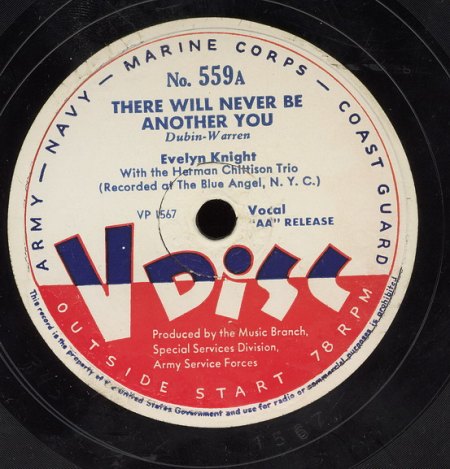 ARMY — NAVY — MARINE CORPS — COAST GUARD
No. 559A
THERE WILL NEVER BE
ANOTHER YOU
Dubin-Warren
Evelyn Knight
With the Herman Chittison Trio
(Recorded at The Blue Angel, N.Y.C.)
VP 1567
Vocal
"AA" RELEASE
V DISC
Produced by the Music Branch,
Special Services Division,
Army Service Forces
OUTSIDE START 78 R.P.M.
This record is the property of the United States Government and use for radio or commercial purposes is prohibited